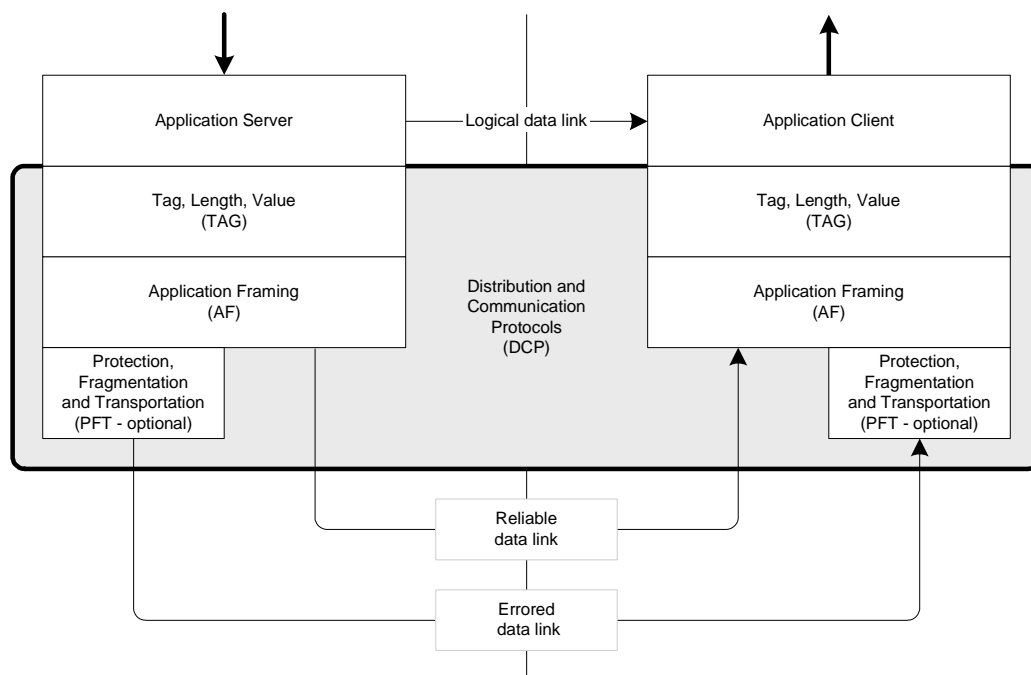 Application Server
Logical data link
Application Client
Tag, Length, Value
(TAG)
Tag, Length, Value
(TAG)
Application Framing
(AF)
Distribution and
Communication
Protocols
(DCP)
Application Framing
(AF)
Protection,
Fragmentation
and Transportation
(PFT - optional)
Protection,
Fragmentation
and Transportation
(PFT - optional)
Reliable
data link
Errored
data link